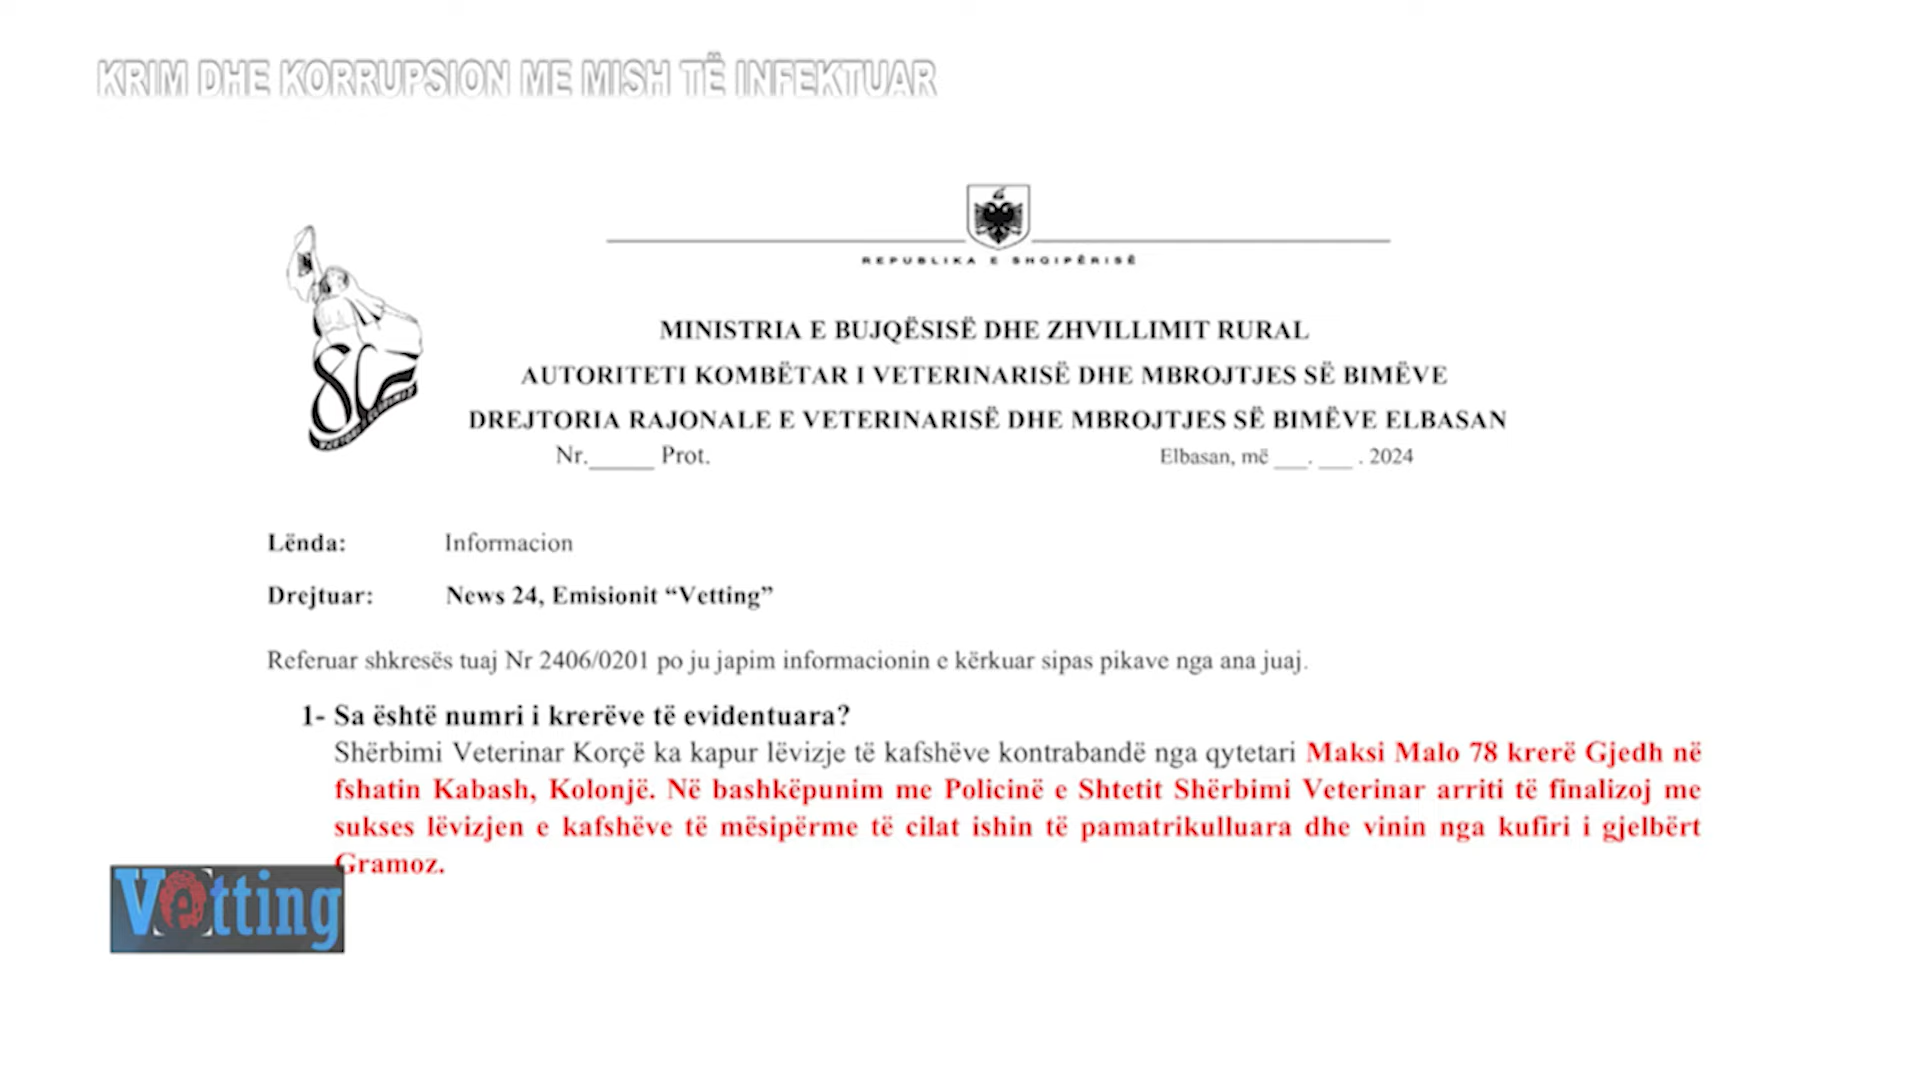 KRIM DHE KORRUPSION ME MISH TË INFEKTUAR
REPUBLIKA E SHQIPËRISË
MINISTRIA E BUJQËSISË DHE ZHVILLIMIT RURAL
AUTORITETI KOMBËTAR I VETERINARISË DHE MBROJTJES SË BIMËVE
DREJTORIA RAJONALE E VETERINARISË DHE MBROJTJES SË BIMËVE ELBASAN
Nr._____ Prot.
Elbasan, më ___. ___ . 2024
80
Lënda: Informacion
Drejtuar: News 24, Emisionit “Vetting”
Referuar shkresës tuaj Nr 2406/0201 po ju japim informacionin e kërkuar sipas pikave nga ana juaj.
1- Sa është numri i krerëve të evidentuara?
Shërbimi Veterinar Korçë ka kapur lëvizje të kafshëve kontrabandë nga qytetari Maksi Malo 78 krerë Gjedh në
fshatin Kabash, Kolonjë. Në bashkëpunim me Policinë e Shtetit Shërbimi Veterinar arriti të finalizoj me
sukses lëvizjen e kafshëve të mësipërme të cilat ishin të pamatrikulluara dhe vinin nga kufiri i gjelbërt
Gramoz.
Vetting